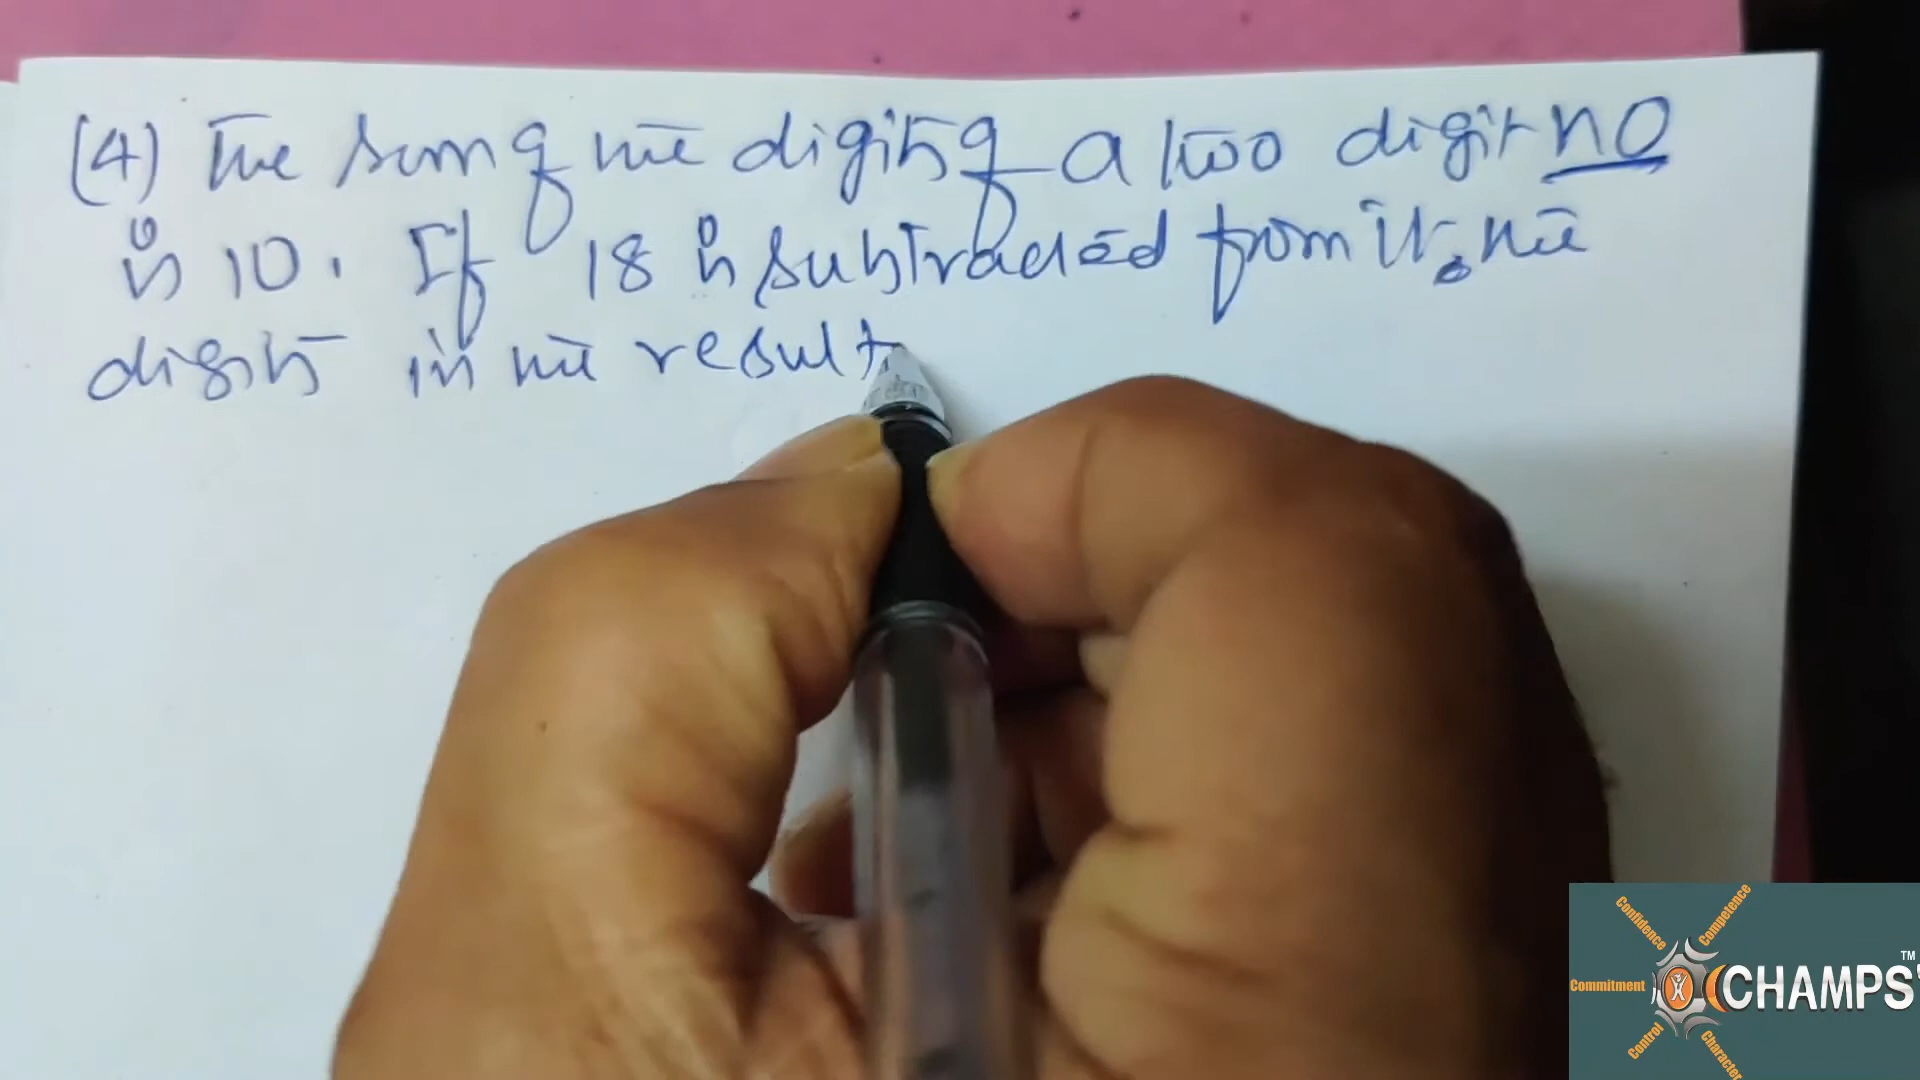 (4) The sum of the digits of a two digit no
is 10. If 18 is subtracted from it, the
digits in the result
Confidence
Competence
Commitment
CHAMPS
TM
Control
Character